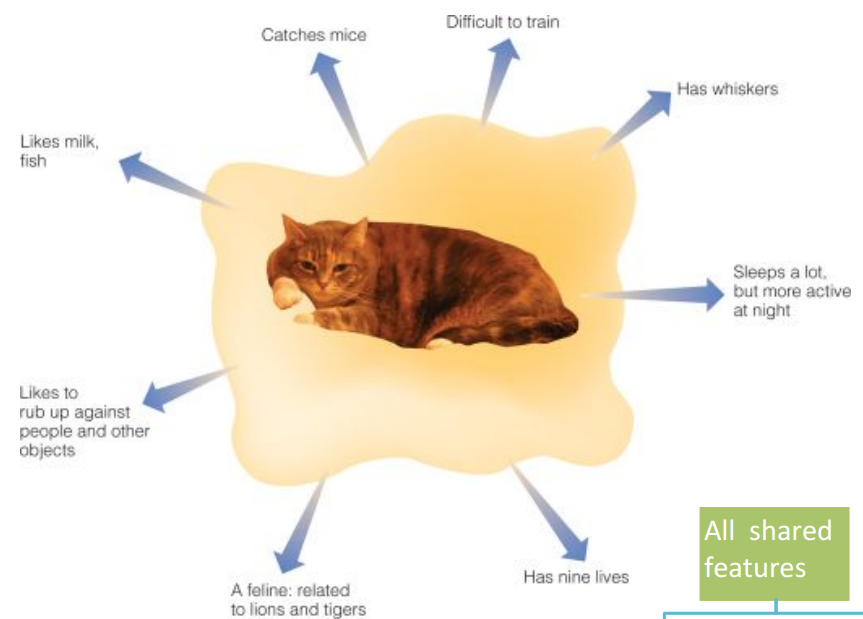 Difficult to train
Catches mice
Has whiskers
Likes milk,
fish
Sleeps a lot,
but more active
at night
Likes to
rub up against
people and other
objects
All shared
features
Has nine lives
A feline: related
to lions and tigers